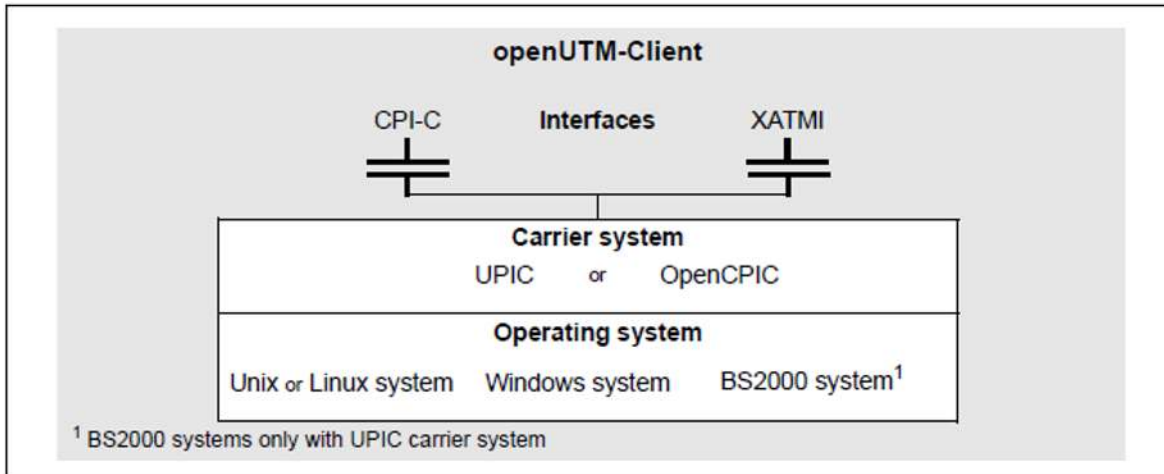 openUTM-Client
CPI-C Interfaces XATMI
Carrier system
UPIC or OpenCPIC
Operating system
Unix or Linux system Windows system BS2000 system¹
¹ BS2000 systems only with UPIC carrier system